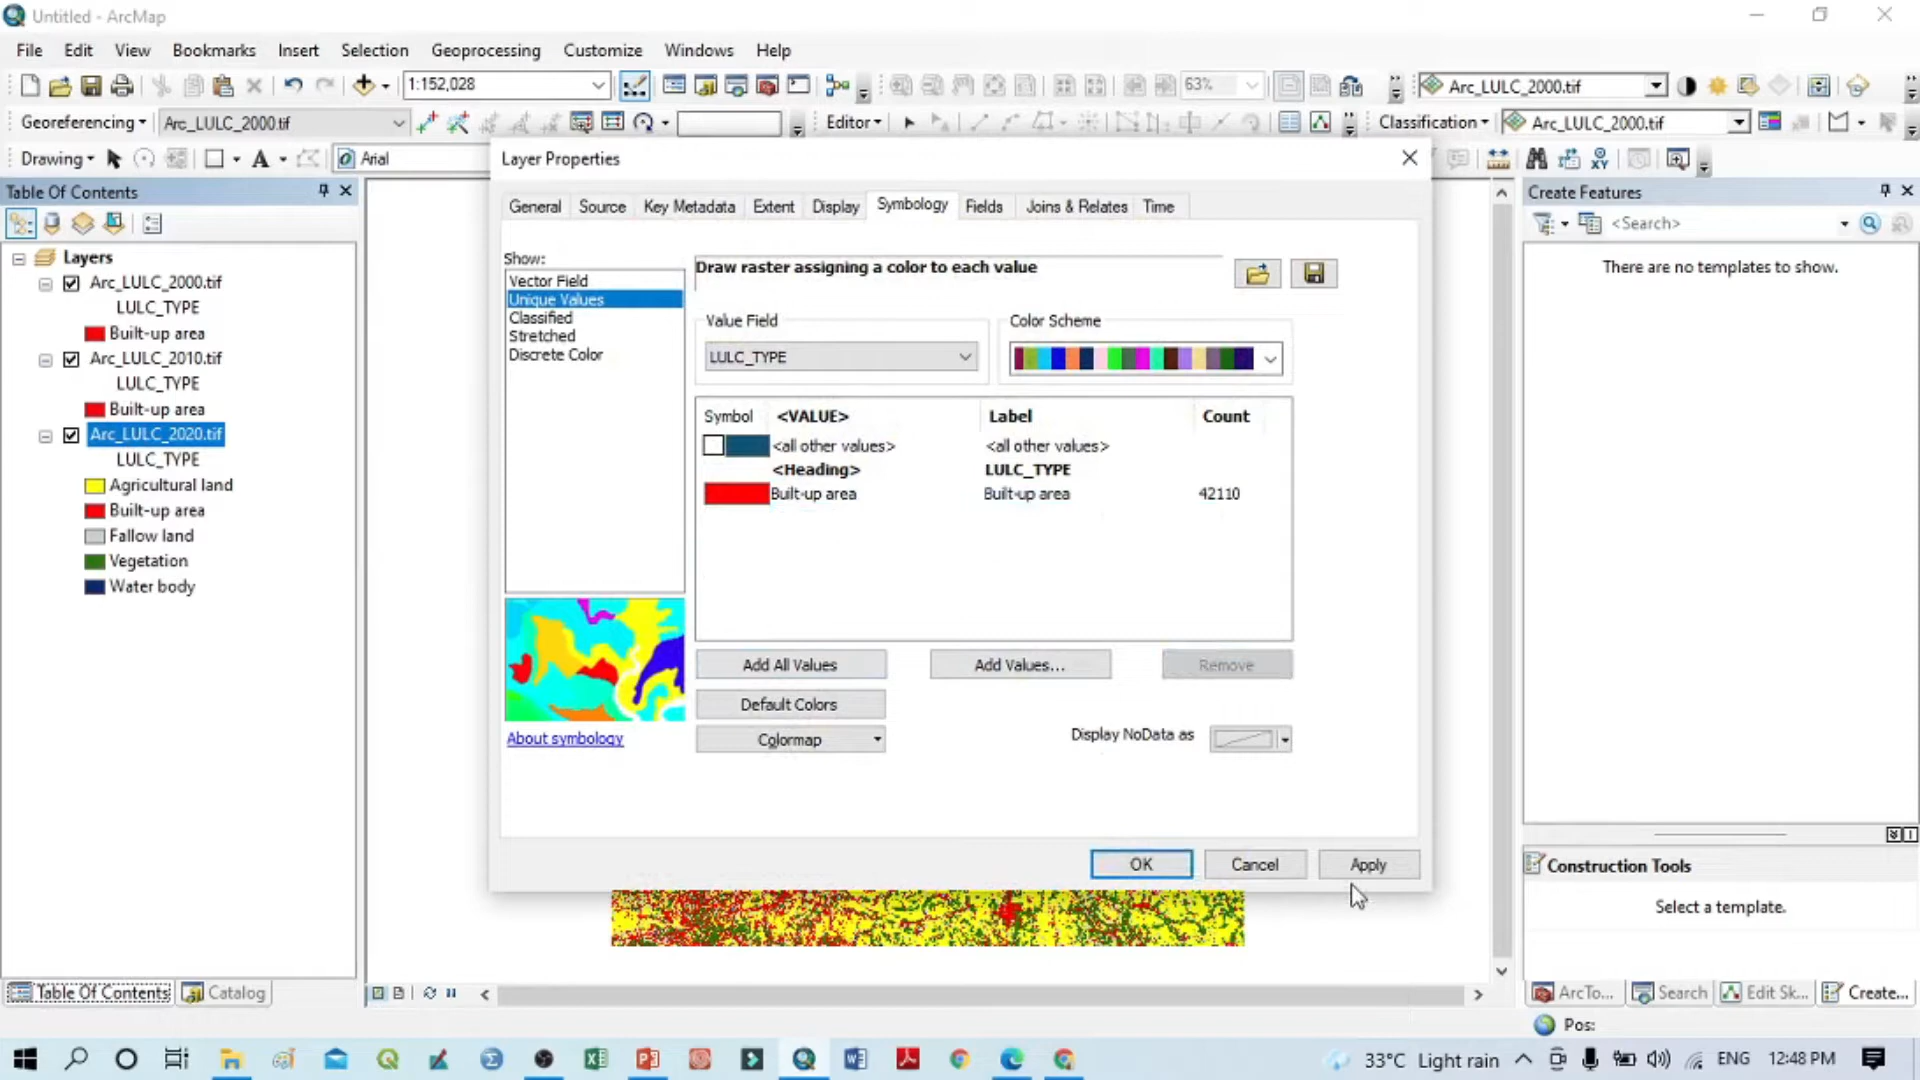 Untitled - ArcMap
File Edit View Bookmarks Insert Selection Geoprocessing Customize Windows Help
1:152,028 63% Arc_LULC_2000.tif
Georeferencing Arc_LULC_2000.tif Editor Classification Arc_LULC_2000.tif
Drawing A Arial
Layer Properties
Table Of Contents
Create Features
General Source Key Metadata Extent Display Symbology Fields Joins & Relates Time
<Search>
Layers
Arc_LULC_2000.tif
LULC_TYPE
Built-up area
Arc_LULC_2010.tif
LULC_TYPE
Built-up area
Arc_LULC_2020.tif
LULC_TYPE
Agricultural land
Built-up area
Fallow land
Vegetation
Water body
Show:
Vector Field
Unique Values
Classified
Stretched
Discrete Color
About symbology
Draw raster assigning a color to each value
Value Field
LULC_TYPE
Color Scheme
Symbol <VALUE> Label Count
<all other values> <all other values>
<Heading> LULC_TYPE
Built-up area Built-up area 42110
Add All Values Add Values... Remove
Default Colors
Colormap
Display NoData as
OK Cancel Apply
There are no templates to show.
Construction Tools
Select a template.
Table Of Contents Catalog
ArcTo... Search Edit Sk... Create...
Pos:
33°C Light rain ENG 12:48 PM